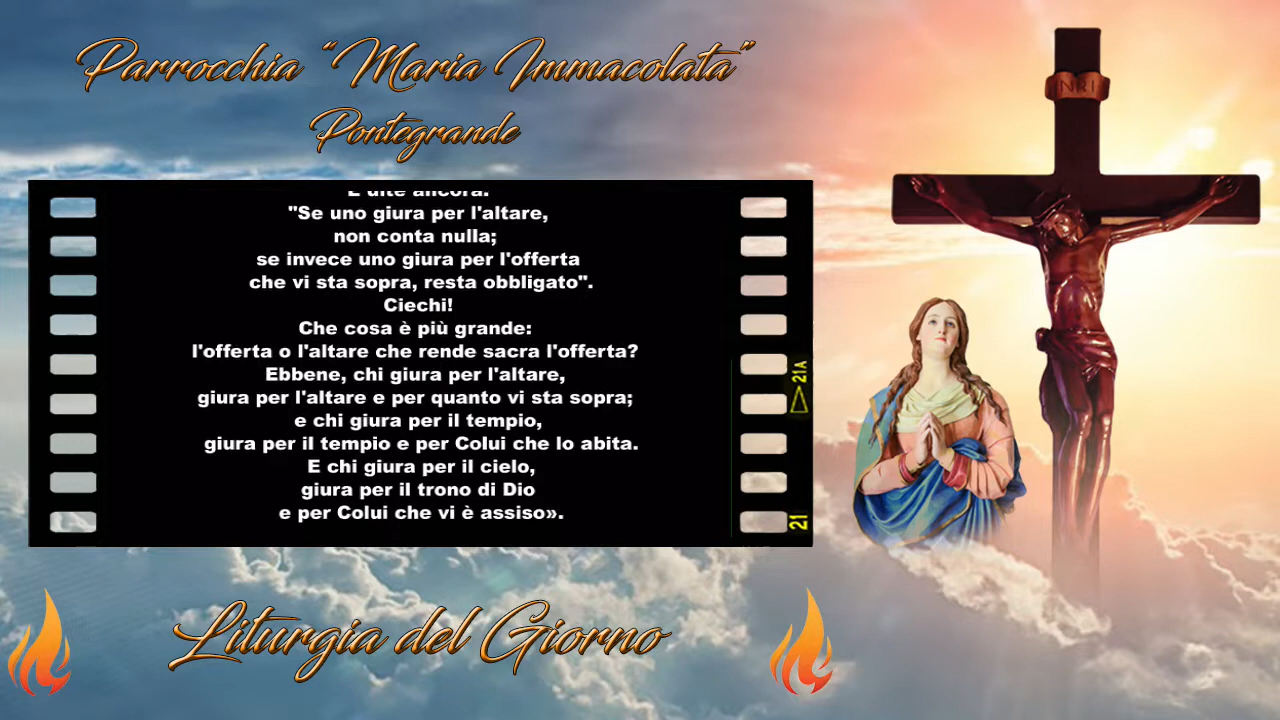 Parrocchia “Maria Immacolata”
Pontegrande
E dite ancora:
"Se uno giura per l'altare,
non conta nulla;
se invece uno giura per l'offerta
che vi sta sopra, resta obbligato".
Ciechi!
Che cosa è più grande:
l'offerta o l'altare che rende sacra l'offerta?
Ebbene, chi giura per l'altare,
giura per l'altare e per quanto vi sta sopra;
e chi giura per il tempio,
giura per il tempio e per Colui che lo abita.
E chi giura per il cielo,
giura per il trono di Dio
e per Colui che vi è assiso».
21A
21
INRI
Liturgia del Giorno